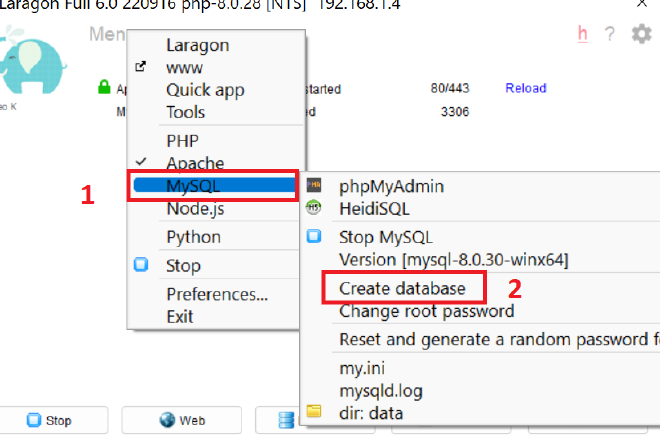 Laragon Full 6.0 220916 php-8.0.28 [NTS] 192.168.1.4
Men
h ?
Laragon
www
Quick app
Tools
PHP
Apache
MySQL
Node.js
Python
Stop
Preferences...
Exit
Ap
started 80/443 Reload
M
ed 3306
1
phpMyAdmin
HeidiSQL
Stop MySQL
Version [mysql-8.0.30-winx64]
Create database
2
Change root password
Reset and generate a random password fo
my.ini
mysqld.log
dir: data
Stop
Web